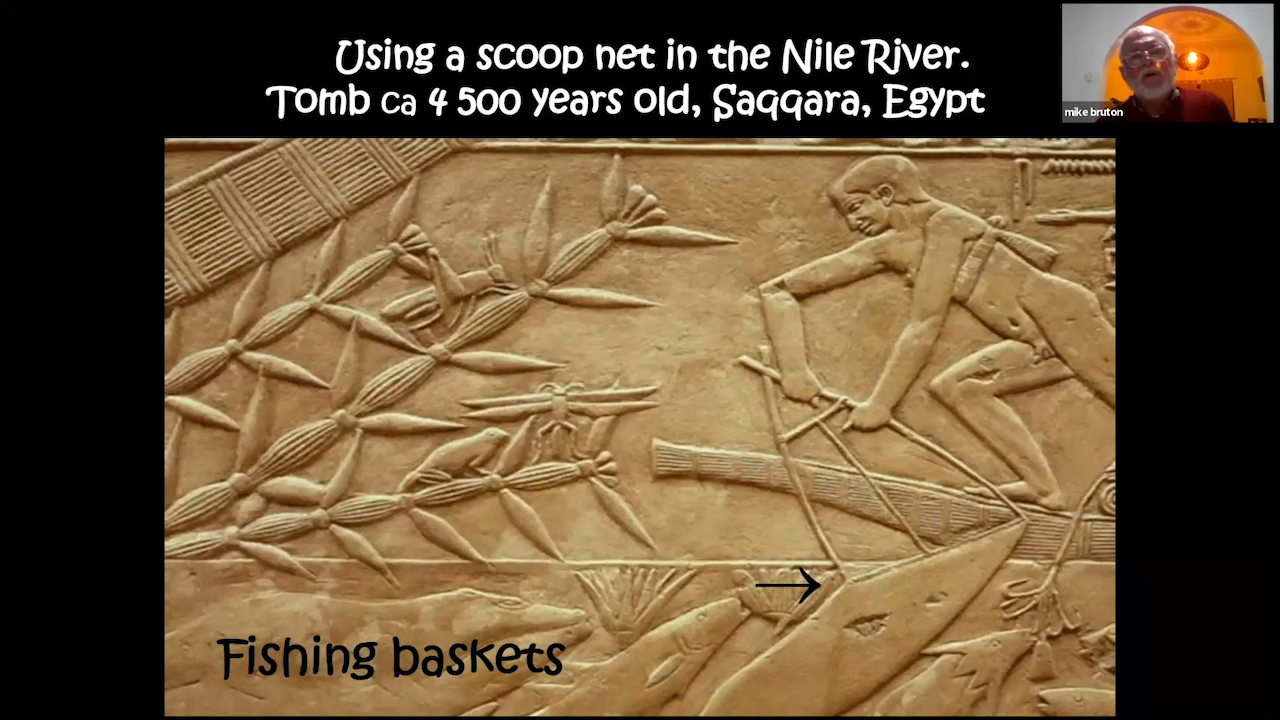 Using a scoop net in the Nile River.
Tomb ca 4 500 years old, Saqqara, Egypt
mike bruton
Fishing baskets